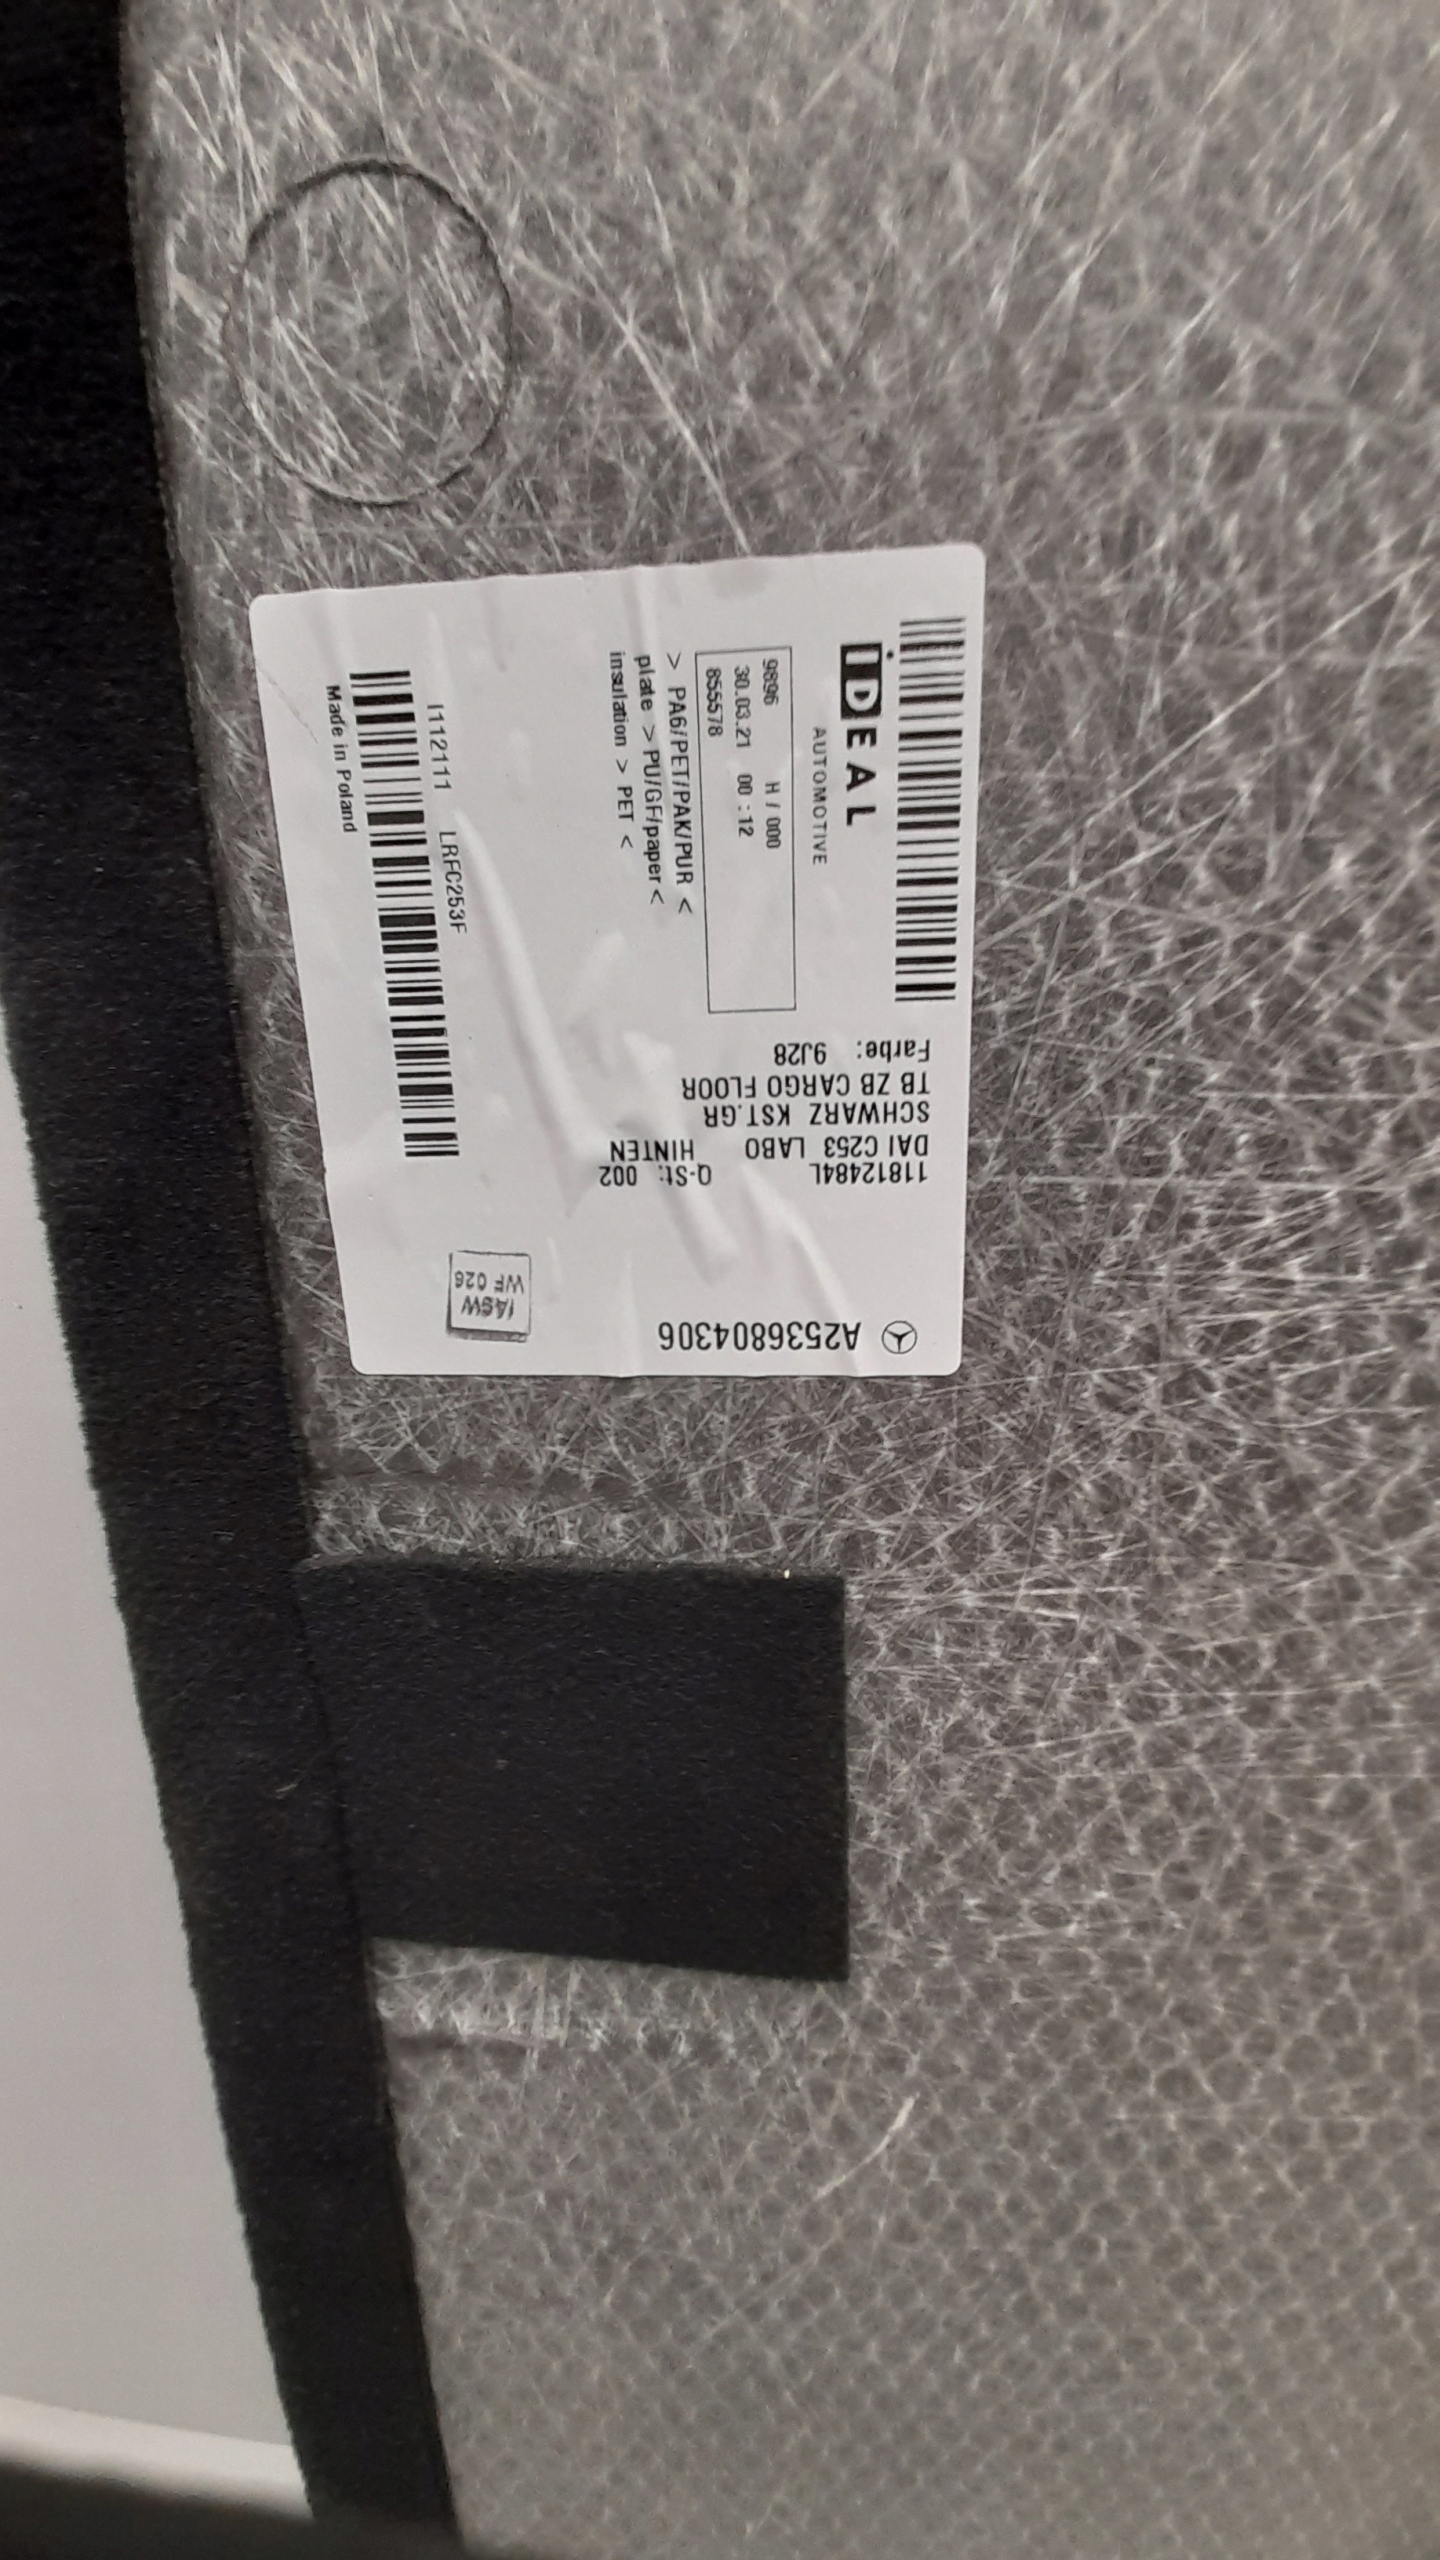 A2536804306
11812484L Q-St: 002
DAI C253 LABO HINTEN
SCHWARZ KST.GR
TB ZB CARGO FLOOR
Farbe: 9J28
IASW
WF 026
iDEAL
AUTOMOTIVE
9896 H / 000
30.03.21 00:12
855578
> PA6/PET/PAK/PUR <
plate > PU/GF/paper <
insulation > PET <
I112111 LRFC253F
Made in Poland